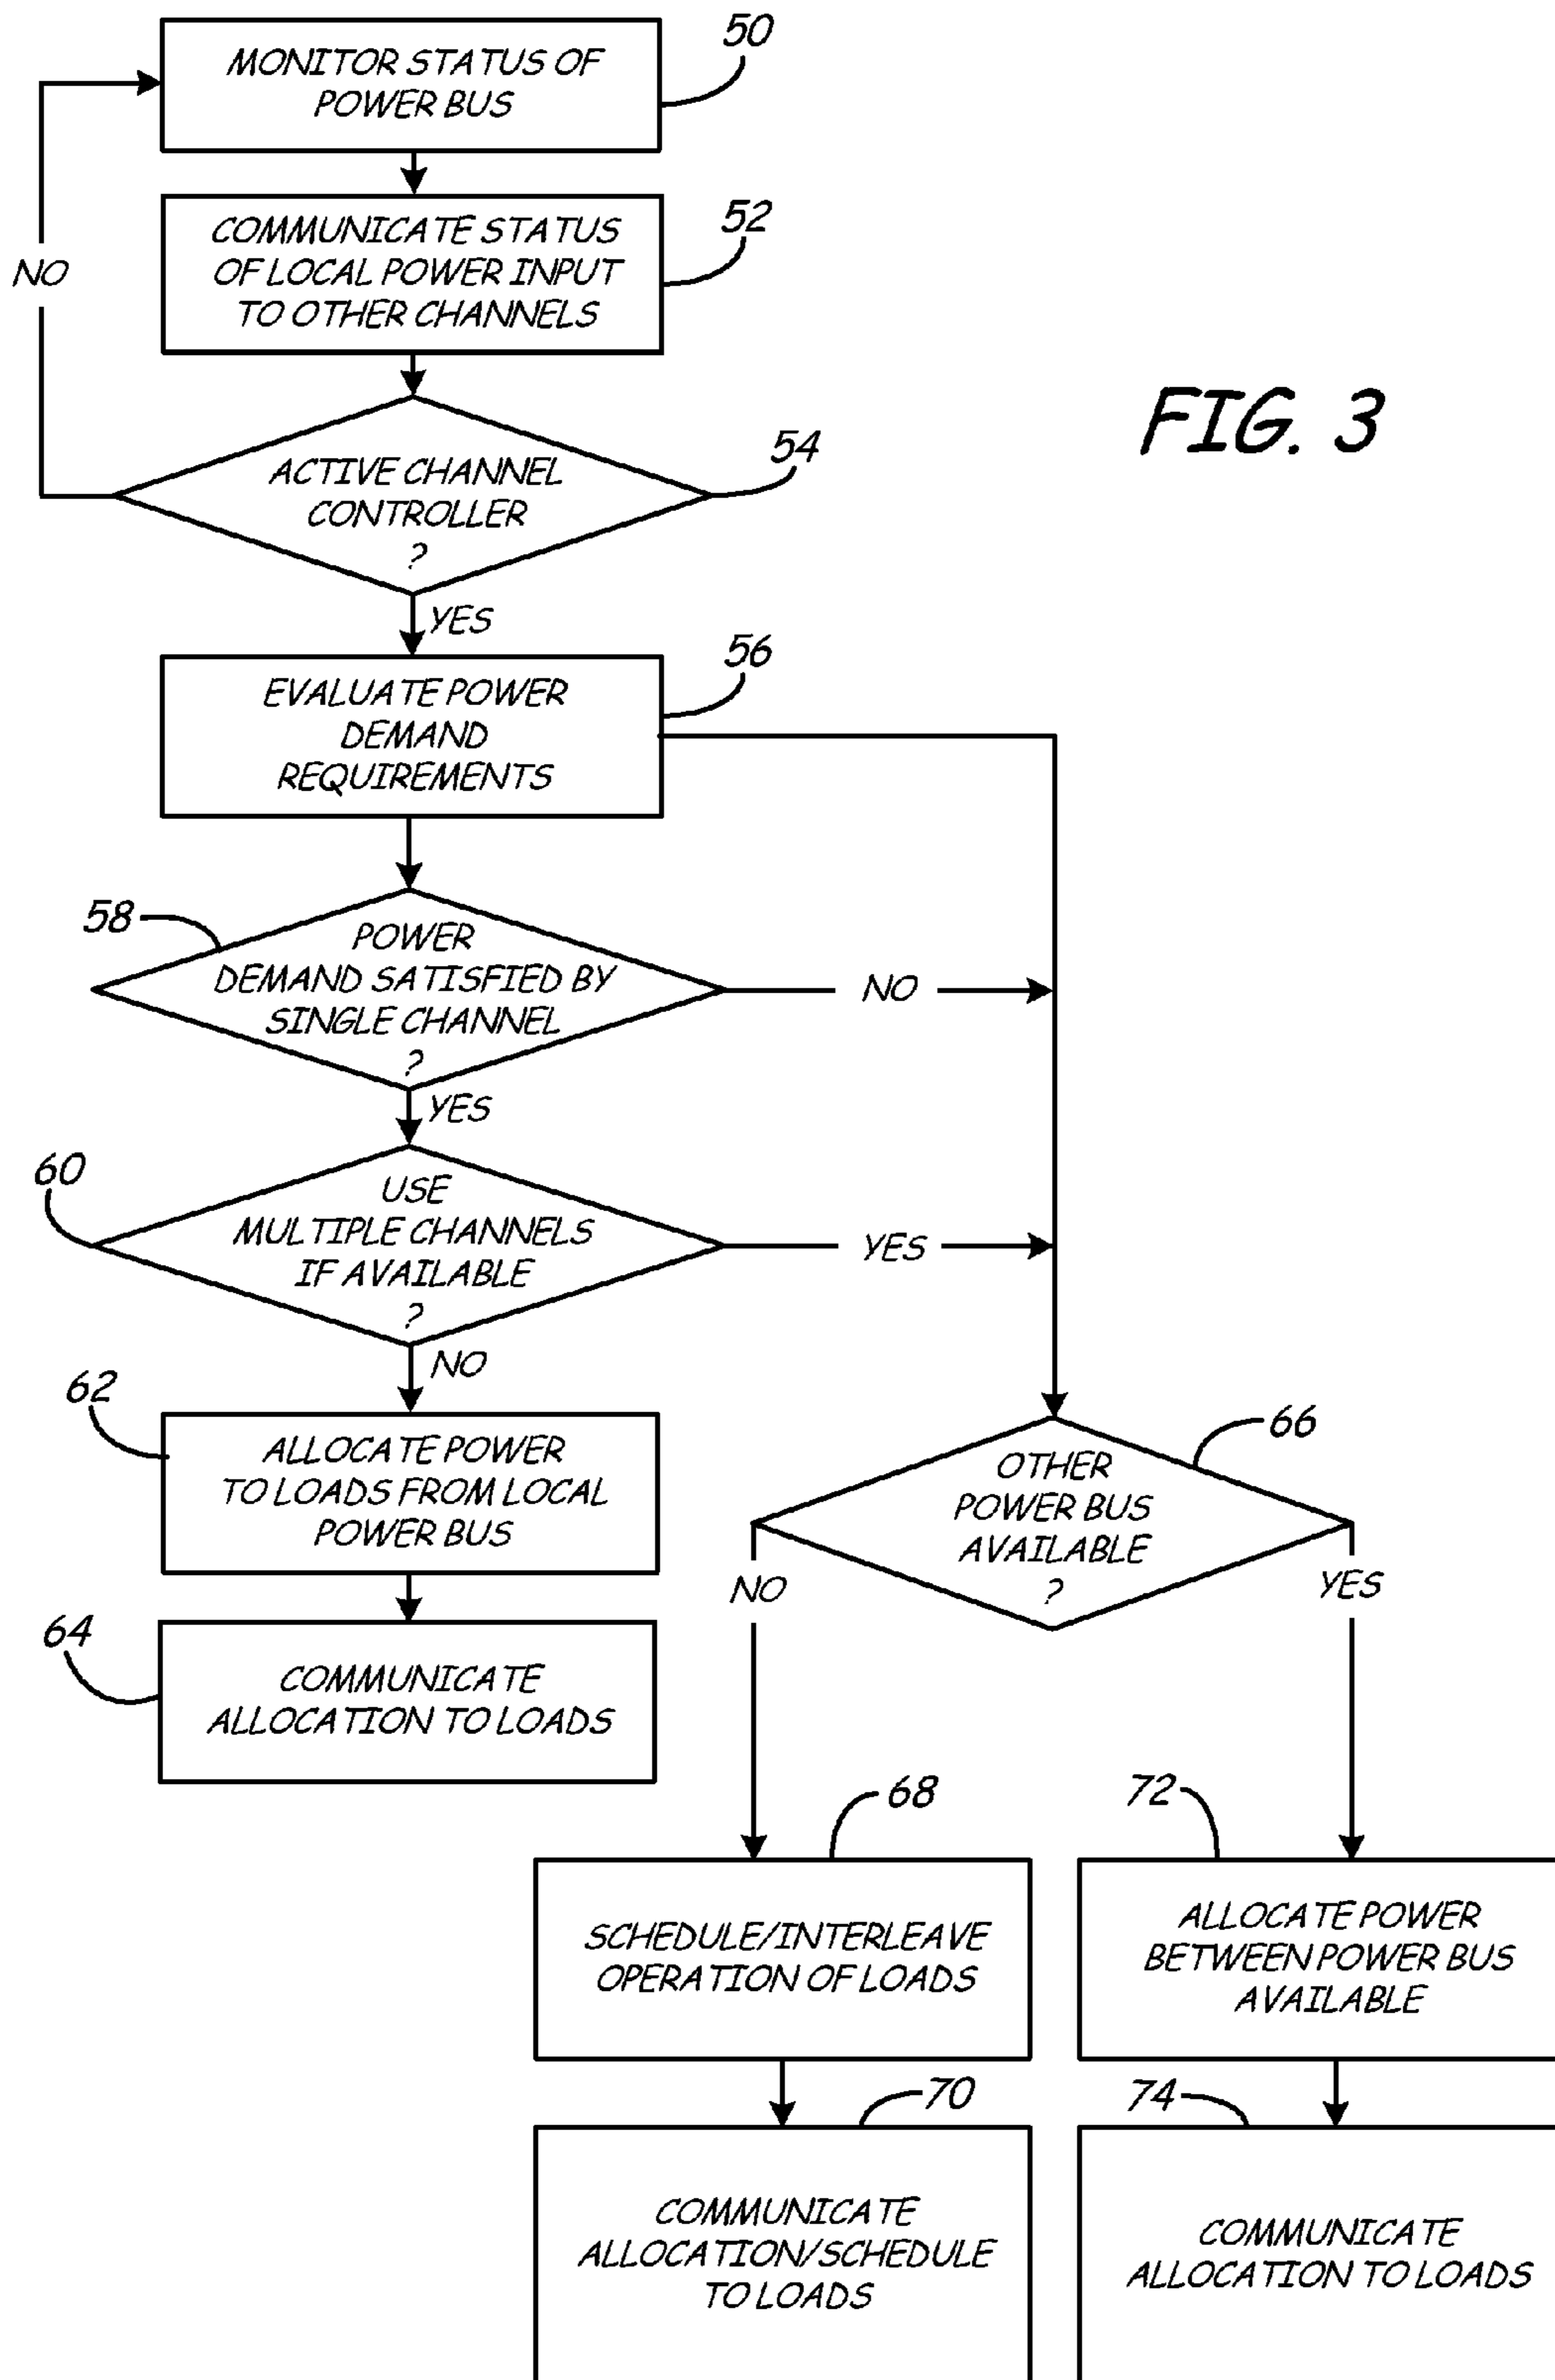 50
MONITOR STATUS OF
POWER BUS
52
COMMUNICATE STATUS
OF LOCAL POWER INPUT
TO OTHER CHANNELS
NO
FIG. 3
54
ACTIVE CHANNEL
CONTROLLER
?
YES
56
EVALUATE POWER
DEMAND
REQUIREMENTS
58
POWER
DEMAND SATISFIED BY
SINGLE CHANNEL
?
NO
YES
60
USE
MULTIPLE CHANNELS
IF AVAILABLE
?
YES
NO
62
ALLOCATE POWER
TO LOADS FROM LOCAL
POWER BUS
66
OTHER
POWER BUS
AVAILABLE
?
NO
YES
64
COMMUNICATE
ALLOCATION TO LOADS
68
SCHEDULE/INTERLEAVE
OPERATION OF LOADS
72
ALLOCATE POWER
BETWEEN POWER BUS
AVAILABLE
70
COMMUNICATE
ALLOCATION/SCHEDULE
TO LOADS
74
COMMUNICATE
ALLOCATION TO LOADS